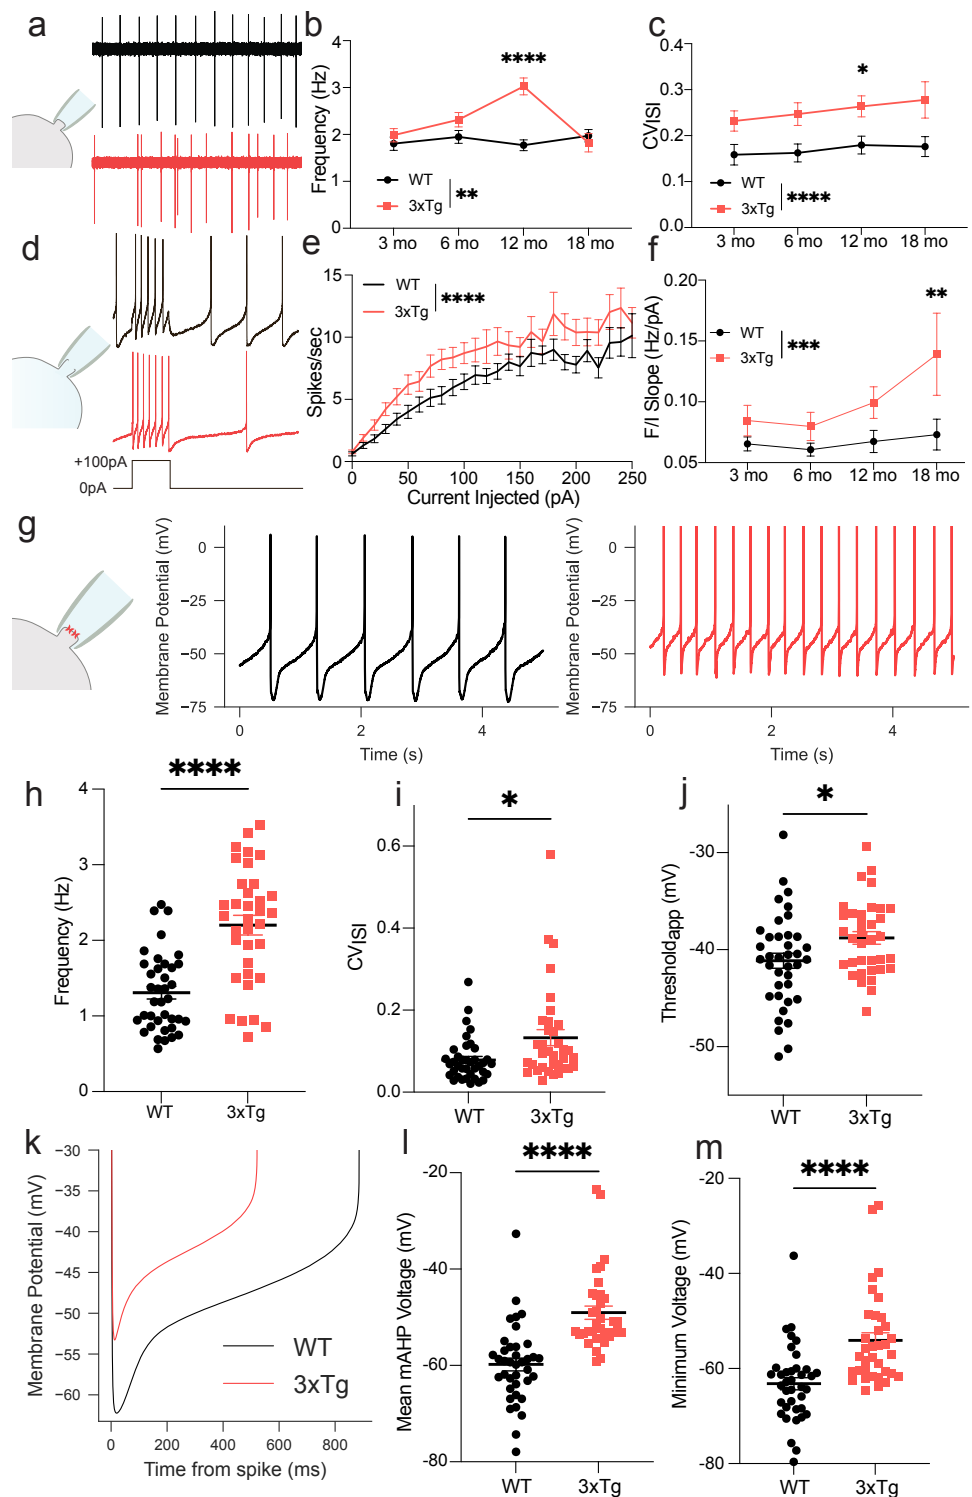 a
b
Frequency (Hz)
4
3
2
1
0
****
WT
3xTg
**
3 mo 6 mo 12 mo 18 mo
c
CVISI
0.4
0.3
0.2
0.1
0.0
*
WT
3xTg
****
3 mo 6 mo 12 mo 18 mo
d
+100pA
0pA
e
Spikes/sec
15
10
5
0
WT
3xTg
****
0 50 100 150 200 250
Current Injected (pA)
f
F/I Slope (Hz/pA)
0.20
0.15
0.10
0.05
**
WT
3xTg
***
3 mo 6 mo 12 mo 18 mo
g
Membrane Potential (mV)
0
−25
−50
−75
0 2 4
Time (s)
Membrane Potential (mV)
0
−25
−50
−75
0 2 4
Time (s)
h
Frequency (Hz)
4
3
2
1
0
****
WT 3xTg
i
CVISI
0.6
0.4
0.2
0.0
*
WT 3xTg
j
Thresholdapp (mV)
-30
-40
-50
*
WT 3xTg
k
Membrane Potential (mV)
−30
−35
−40
−45
−50
−55
−60
WT
3xTg
0 200 400 600 800
Time from spike (ms)
l
Mean mAHP Voltage (mV)
-20
-40
-60
-80
****
WT 3xTg
m
Minimum Voltage (mV)
-20
-40
-60
-80
****
WT 3xTg